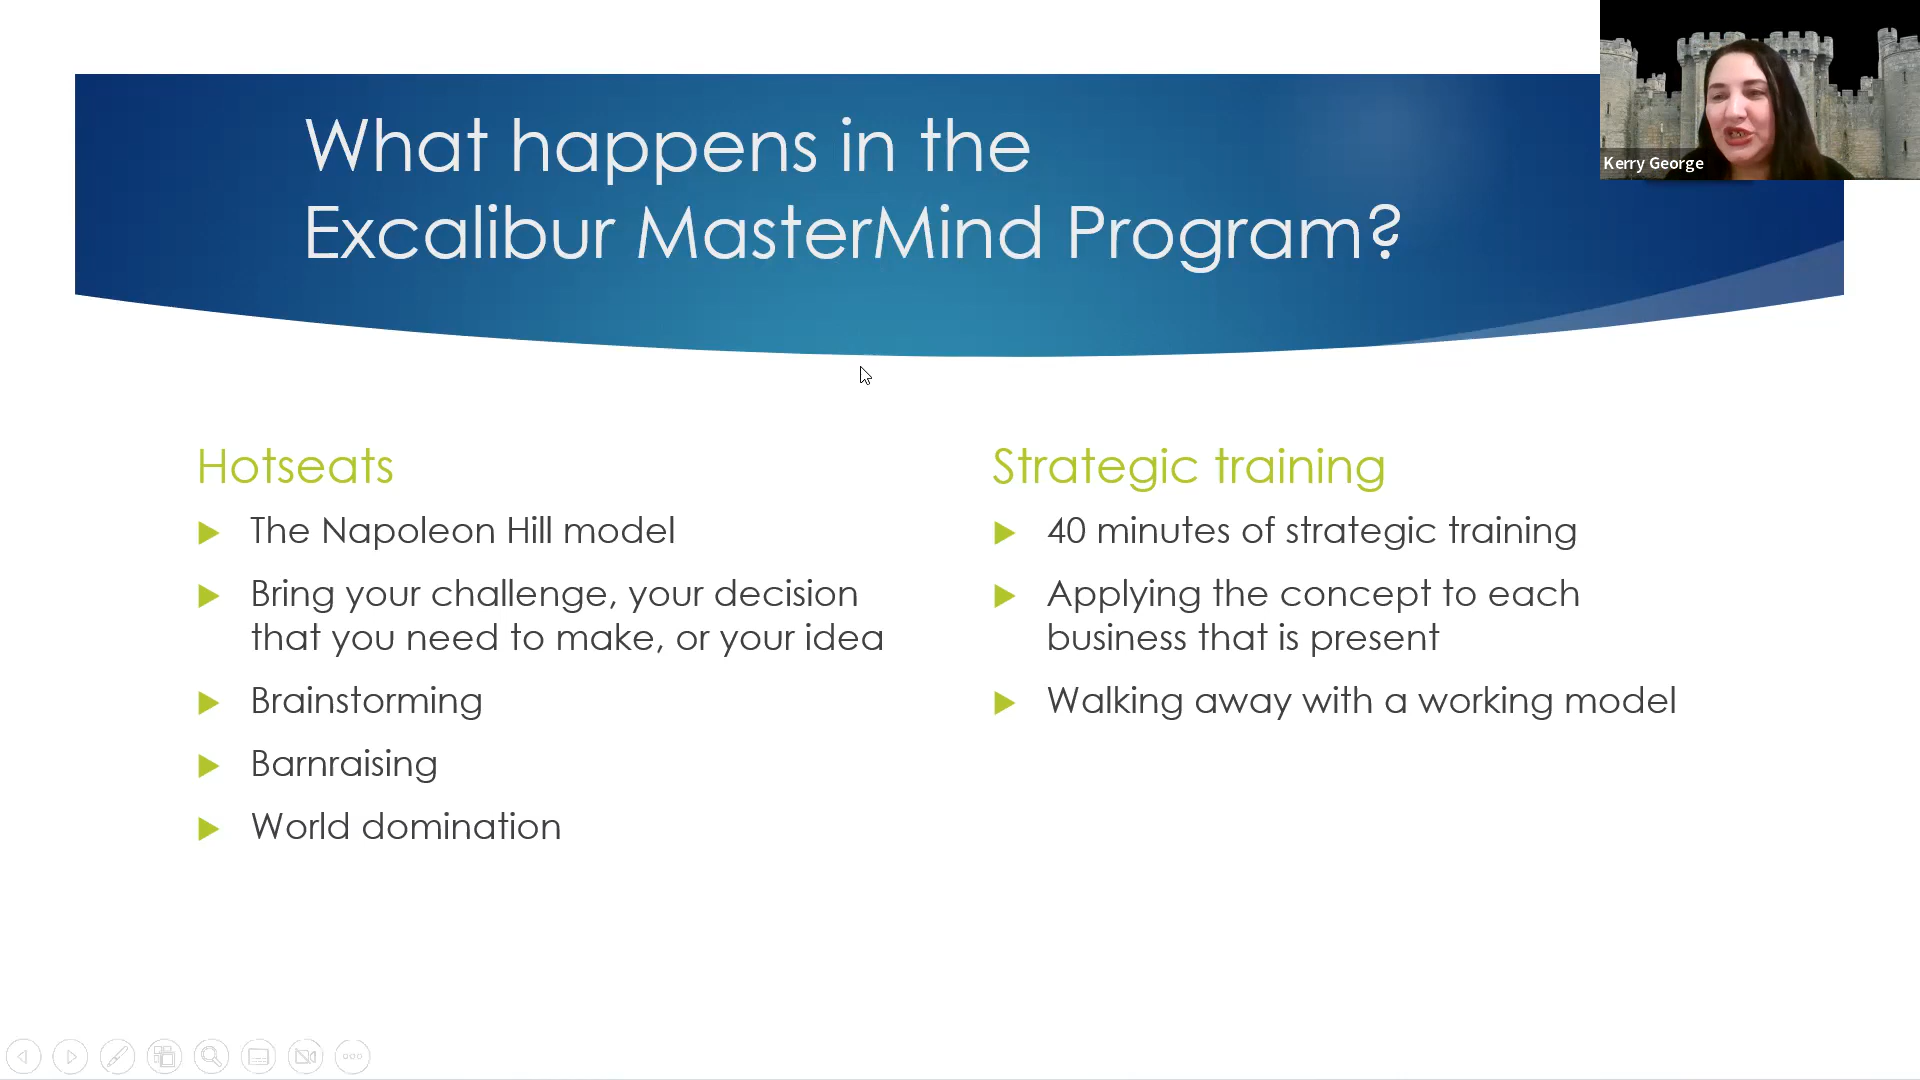 What happens in the
Excalibur MasterMind Program?
Kerry George
Hotseats
The Napoleon Hill model
Bring your challenge, your decision
that you need to make, or your idea
Brainstorming
Barnraising
World domination
Strategic training
40 minutes of strategic training
Applying the concept to each
business that is present
Walking away with a working model